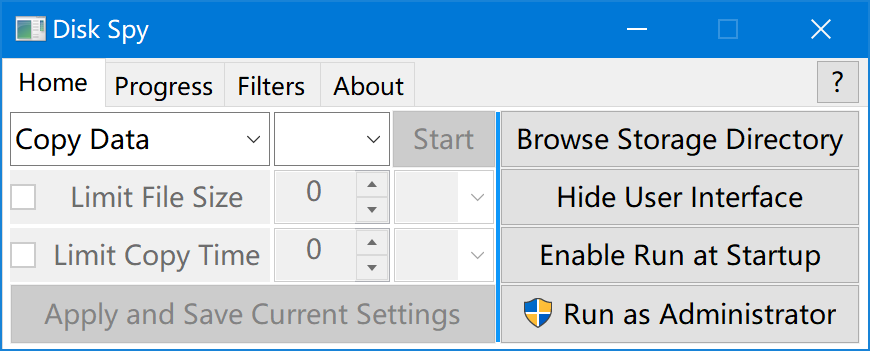 Disk Spy
Home Progress Filters About ?
Copy Data Start Browse Storage Directory
Limit File Size 0 Hide User Interface
Limit Copy Time 0 Enable Run at Startup
Apply and Save Current Settings Run as Administrator